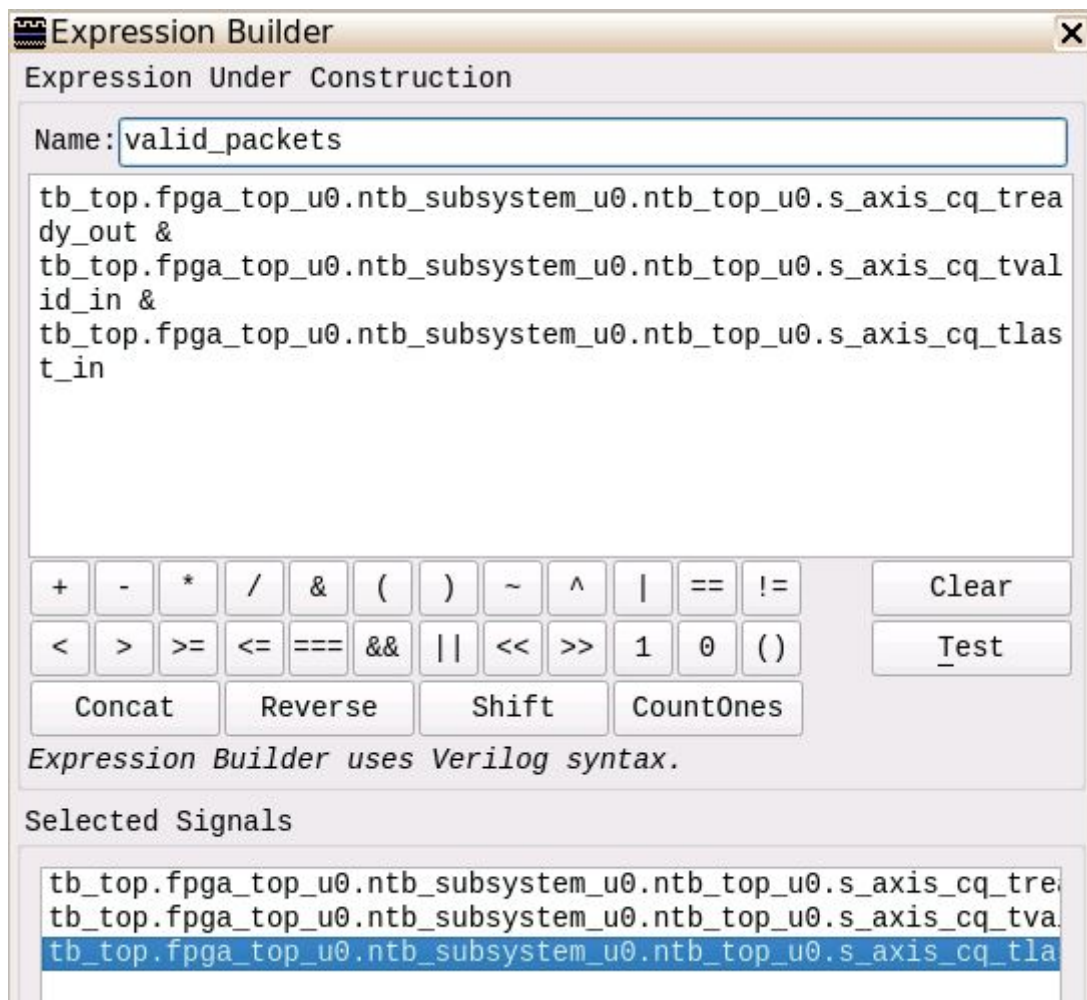 Expression Builder
Expression Under Construction
Name: valid_packets
tb_top.fpga_top_u0.ntb_subsystem_u0.ntb_top_u0.s_axis_cq_trea
dy_out &
tb_top.fpga_top_u0.ntb_subsystem_u0.ntb_top_u0.s_axis_cq_tval
id_in &
tb_top.fpga_top_u0.ntb_subsystem_u0.ntb_top_u0.s_axis_cq_tlas
t_in
+ - * / & ( ) ~ ^ | == != Clear
< > >= <= === && || << >> 1 0 () Test
Concat Reverse Shift CountOnes
Expression Builder uses Verilog syntax.
Selected Signals
tb_top.fpga_top_u0.ntb_subsystem_u0.ntb_top_u0.s_axis_cq_trea
tb_top.fpga_top_u0.ntb_subsystem_u0.ntb_top_u0.s_axis_cq_tva
tb_top.fpga_top_u0.ntb_subsystem_u0.ntb_top_u0.s_axis_cq_tla